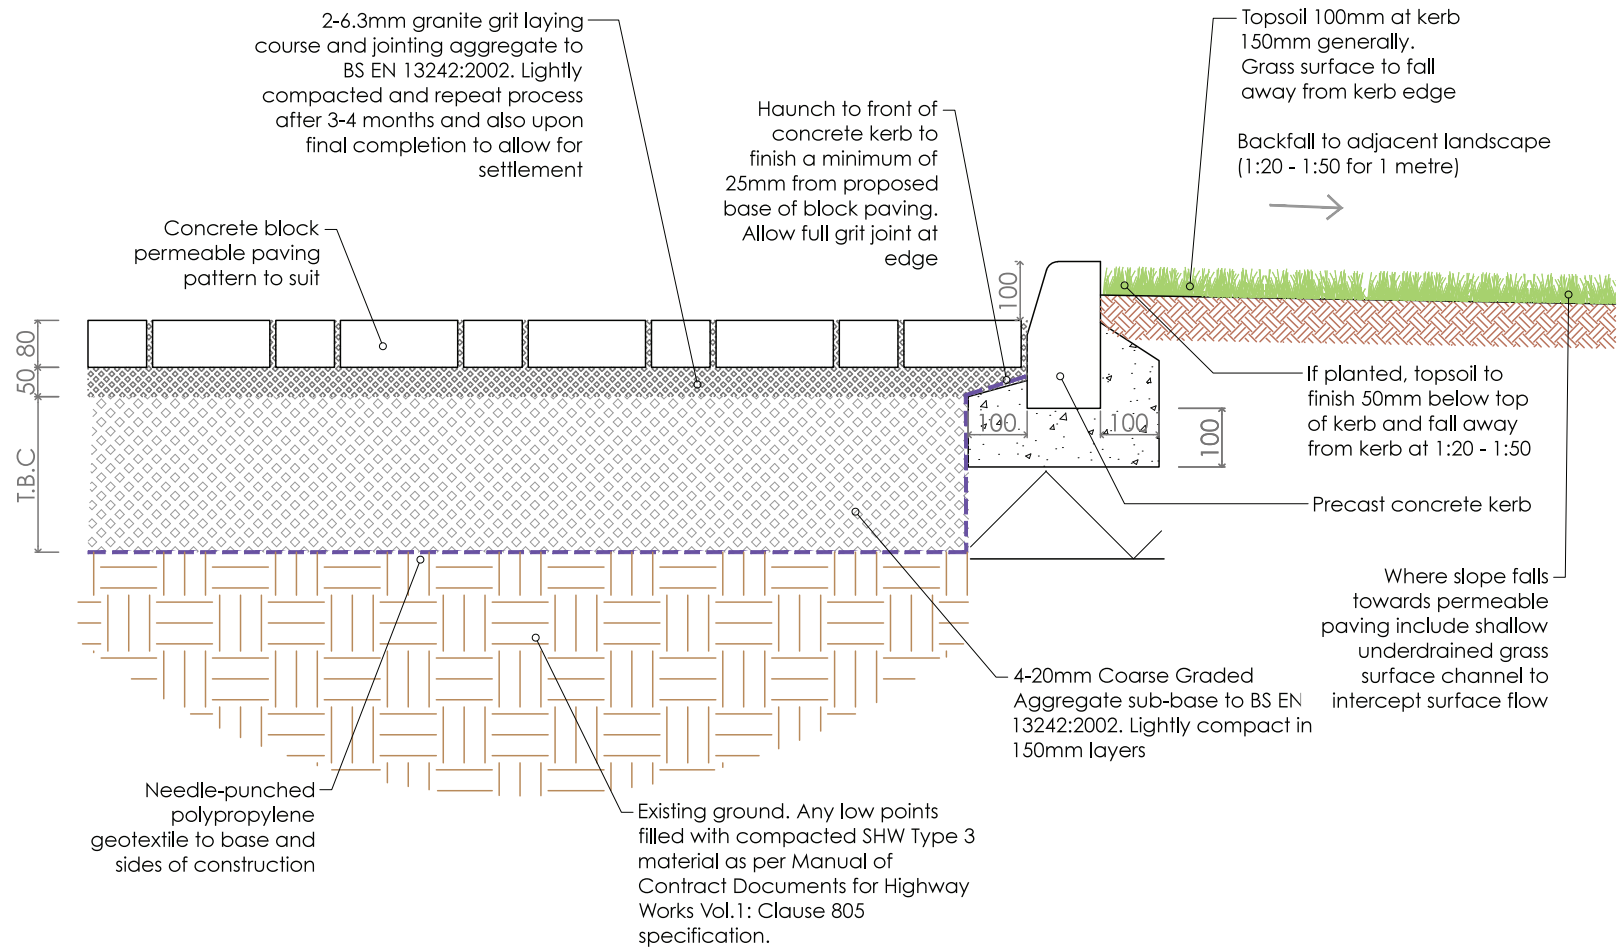 2-6.3mm granite grit laying
course and jointing aggregate to
BS EN 13242:2002. Lightly
compacted and repeat process
after 3-4 months and also upon
final completion to allow for
settlement
Topsoil 100mm at kerb
150mm generally.
Grass surface to fall
away from kerb edge
Backfall to adjacent landscape
(1:20 - 1:50 for 1 metre)
Haunch to front of
concrete kerb to
finish a minimum of
25mm from proposed
base of block paving.
Allow full grit joint at
edge
Concrete block
permeable paving
pattern to suit
100
80
50
T.B.C
100
100
100
If planted, topsoil to
finish 50mm below top
of kerb and fall away
from kerb at 1:20 - 1:50
Precast concrete kerb
Where slope falls
towards permeable
paving include shallow
underdrained grass
surface channel to
intercept surface flow
4-20mm Coarse Graded
Aggregate sub-base to BS EN
13242:2002. Lightly compact in
150mm layers
Needle-punched
polypropylene
geotextile to base and
sides of construction
Existing ground. Any low points
filled with compacted SHW Type 3
material as per Manual of
Contract Documents for Highway
Works Vol.1: Clause 805
specification.